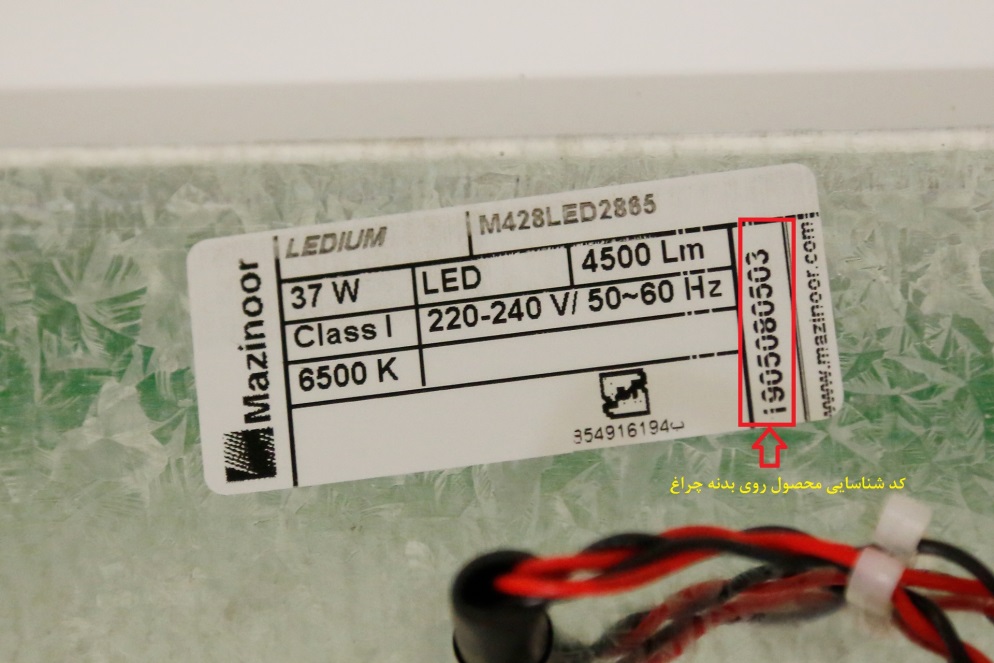 Mazinoor
LEDIUM
M428LED2865
37 W
LED
4500 Lm
Class I
220-240 V/ 50~60 Hz
6500 K
854916194ب
i905080503
www.mazinoor.com
کد شناسایی محصول روی بدنه چراغ